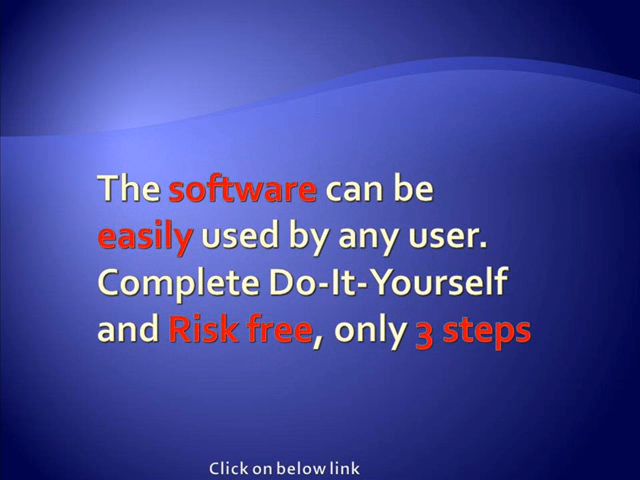 The software can be
easily used by any user.
Complete Do-It-Yourself
and Risk free, only 3 steps
Click on below link